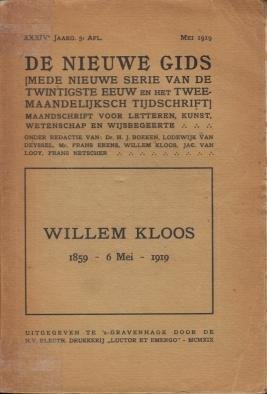 XXXIVe JAARG. 5e AFL. MEI 1919
DE NIEUWE GIDS
[MEDE NIEUWE SERIE VAN DE
TWINTIGSTE EEUW EN HET TWEE-
MAANDELIJKSCH TIJDSCHRIFT]
MAANDSCHRIFT VOOR LETTEREN, KUNST,
WETENSCHAP EN WIJSBEGEERTE
ONDER REDACTIE VAN: Dr. H. J. BOEKEN, LODEWIJK VAN
DEYSSEL, Mr. FRANS ERENS, WILLEM KLOOS, JAC. VAN
LOOY, FRANS NETSCHER
WILLEM KLOOS
1859 - 6 Mei - 1919
UITGEGEVEN TE 's-GRAVENHAGE DOOR DE
N.V. ELECTR. DRUKKERIJ „LUCTOR ET EMERGO" - MCMXIX